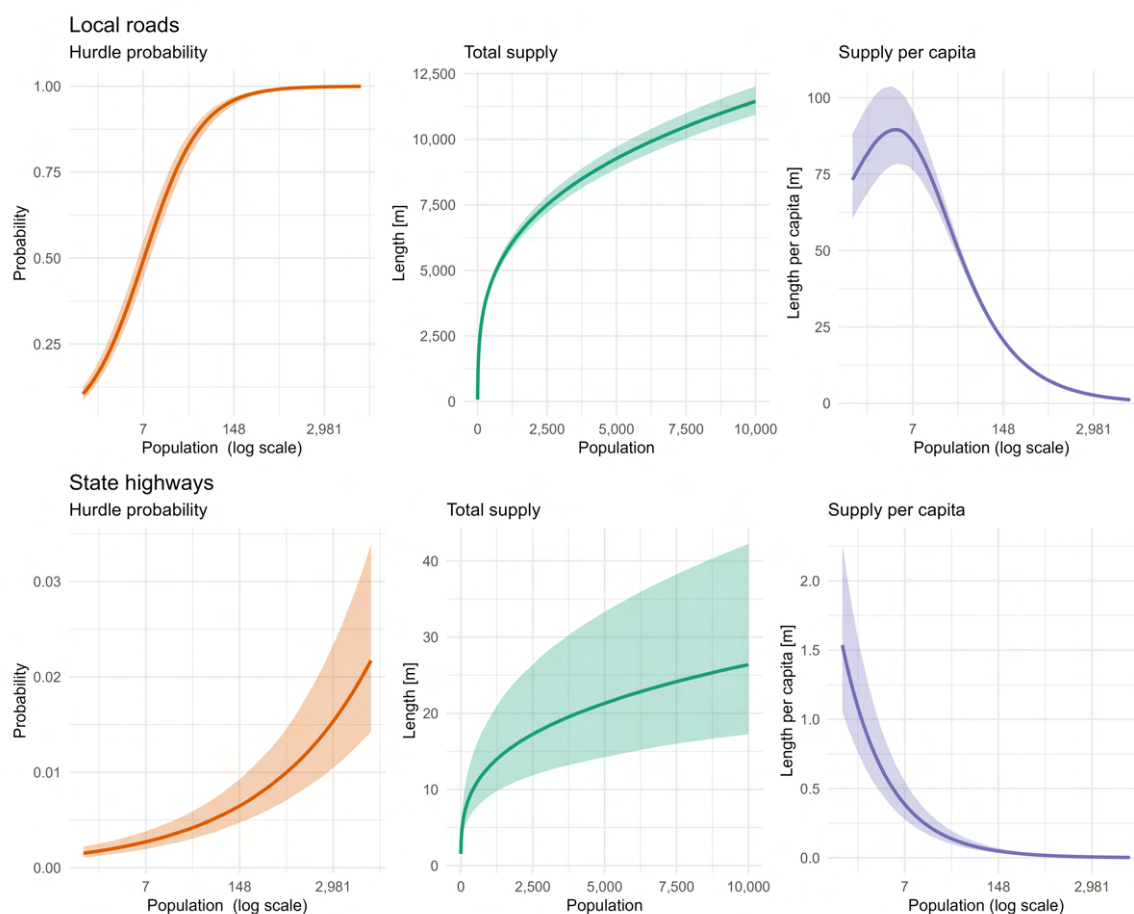 Local roads
Hurdle probability
Total supply
Supply per capita
1.00
0.75
0.50
0.25
Probability
7
148
2,981
Population (log scale)
12,500
10,000
7,500
5,000
2,500
0
Length [m]
0
2,500
5,000
7,500
10,000
Population
100
75
50
25
0
Length per capita [m]
7
148
2,981
Population (log scale)
State highways
Hurdle probability
Total supply
Supply per capita
0.03
0.02
0.01
0.00
Probability
7
148
2,981
Population (log scale)
40
30
20
10
0
Length [m]
0
2,500
5,000
7,500
10,000
Population
2.0
1.5
1.0
0.5
0.0
Length per capita [m]
7
148
2,981
Population (log scale)